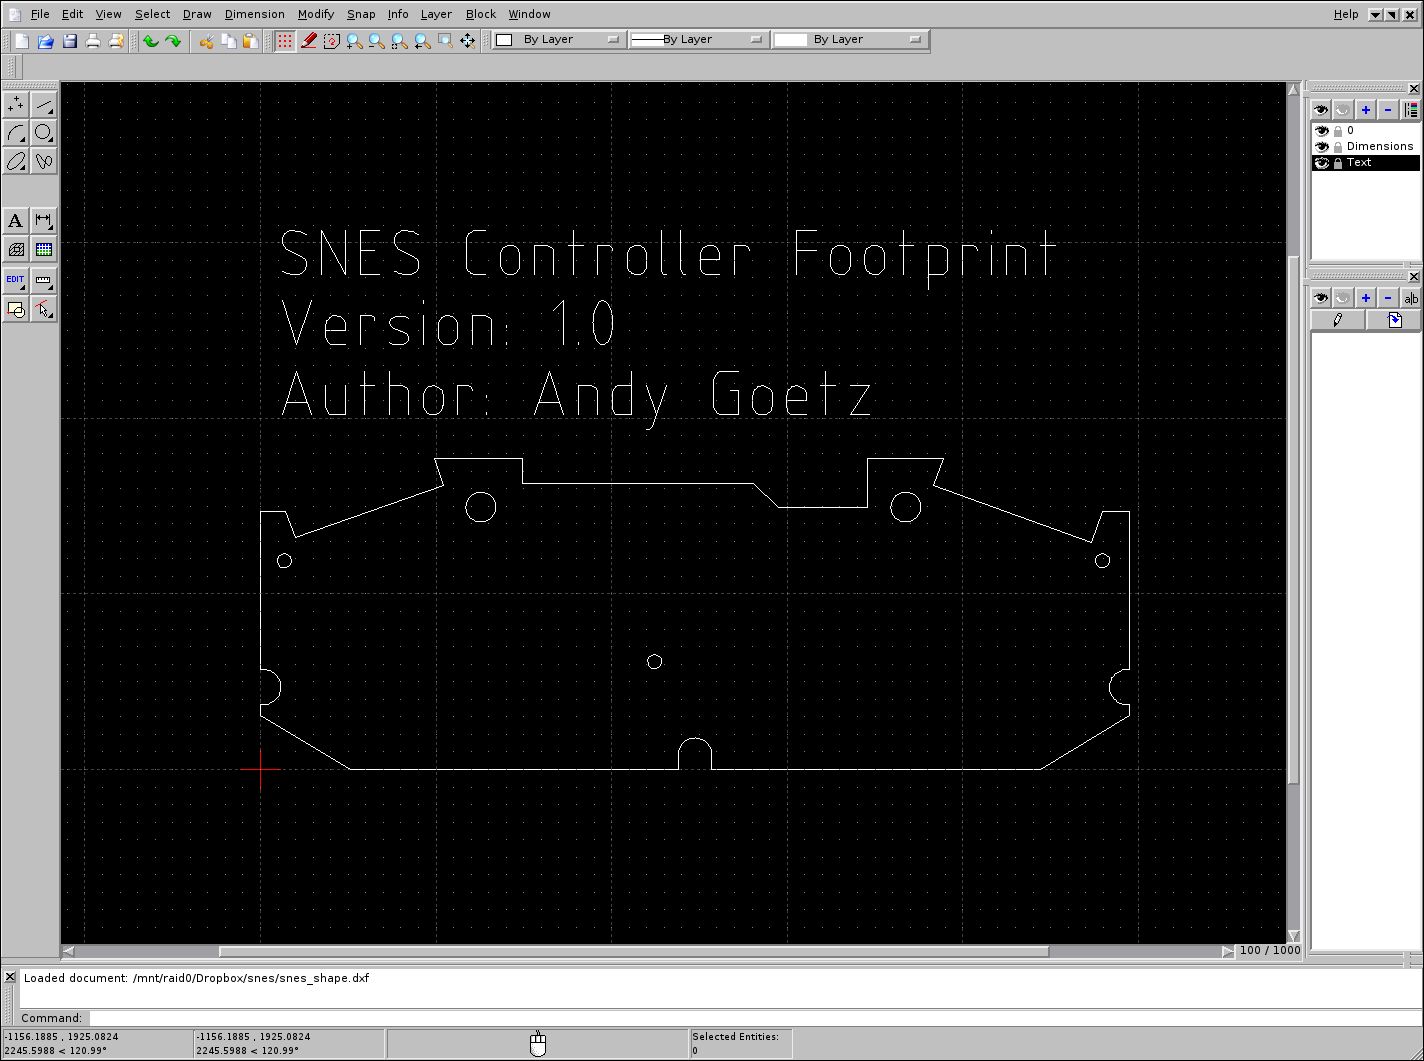 File Edit View Select Draw Dimension Modify Snap Info Layer Block Window Help
By Layer By Layer By Layer
0
Dimensions
Text
A
EDIT
ab
SNES Controller Footprint
Version: 1.0
Author: Andy Goetz
100 / 1000
Loaded document: /mnt/raid0/Dropbox/snes/snes_shape.dxf
Command:
-1156.1885 , 1925.0824 -1156.1885 , 1925.0824 Selected Entities:
2245.5988 < 120.99° 2245.5988 < 120.99° 0